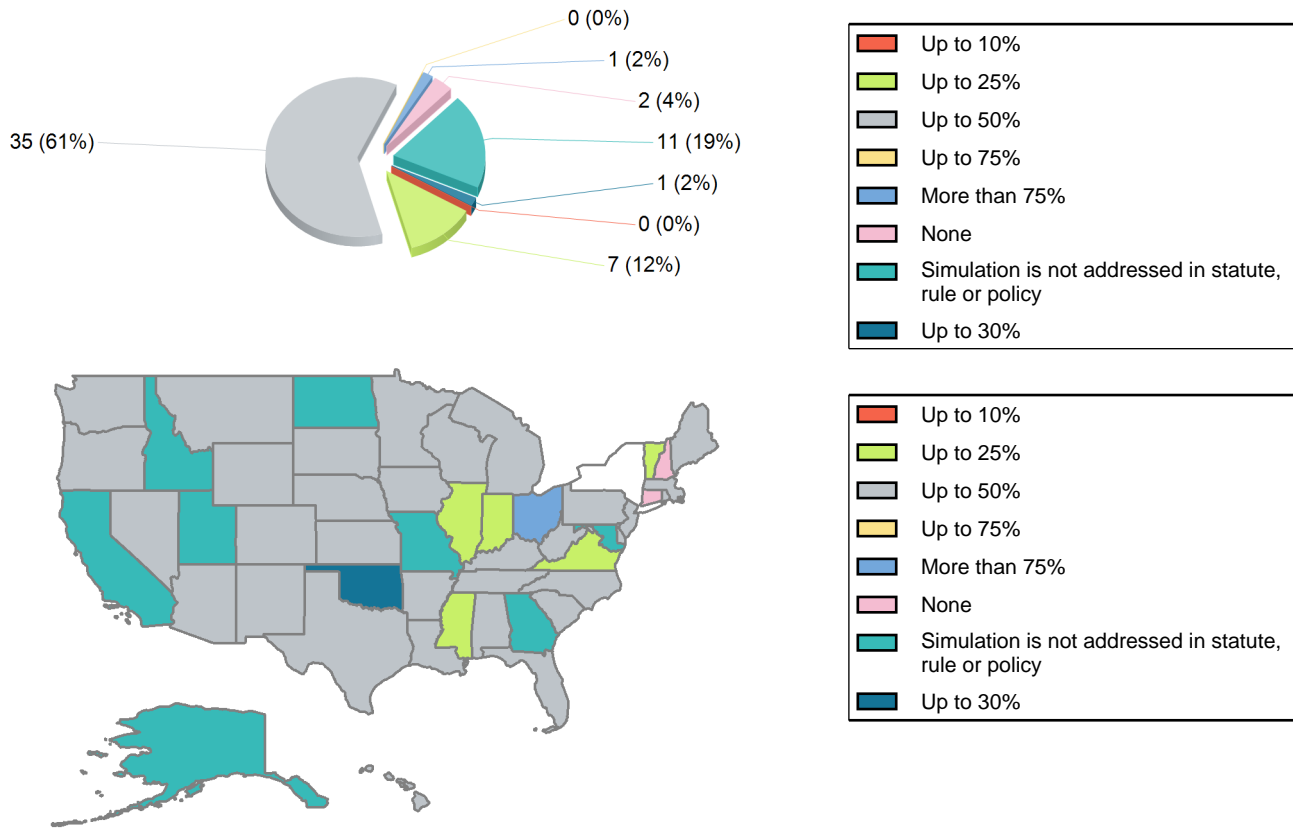 0 (0%)
1 (2%)
2 (4%)
35 (61%)
11 (19%)
1 (2%)
0 (0%)
7 (12%)
Up to 10%
Up to 25%
Up to 50%
Up to 75%
More than 75%
None
Simulation is not addressed in statute,
rule or policy
Up to 30%
Up to 10%
Up to 25%
Up to 50%
Up to 75%
More than 75%
None
Simulation is not addressed in statute,
rule or policy
Up to 30%